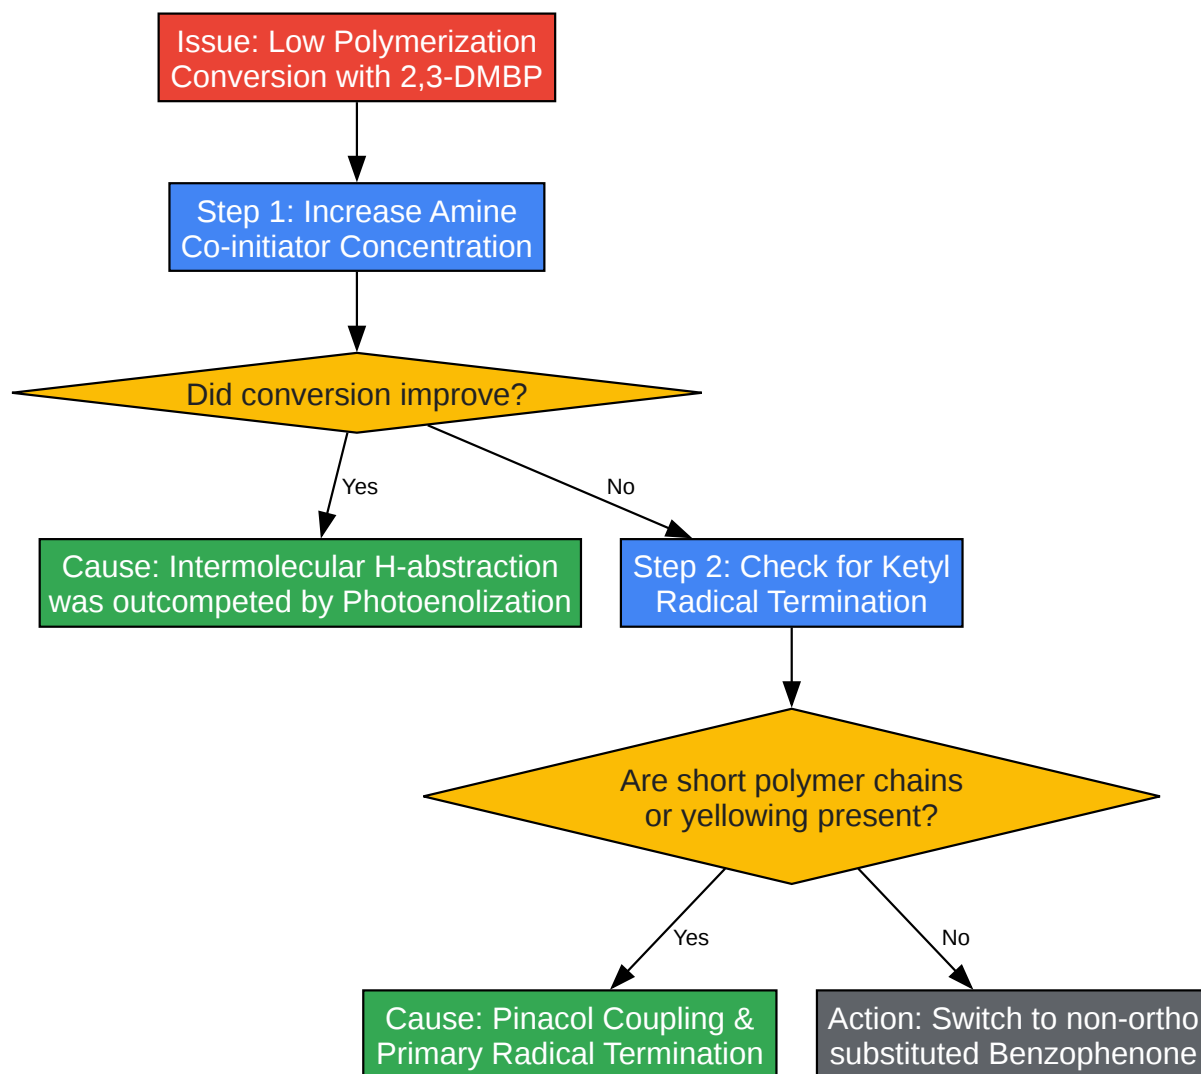 Issue: Low Polymerization
Conversion with 2,3-DMBP
Step 1: Increase Amine
Co-initiator Concentration
Did conversion improve?
Yes
No
Cause: Intermolecular H-abstraction
was outcompeted by Photoenolization
Step 2: Check for Ketyl
Radical Termination
Are short polymer chains
or yellowing present?
Yes
No
Cause: Pinacol Coupling &
Primary Radical Termination
Action: Switch to non-ortho
substituted Benzophenone